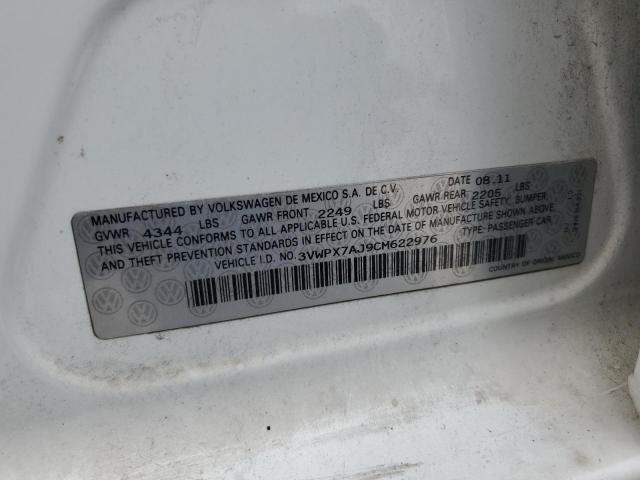 MANUFACTURED BY VOLKSWAGEN DE MEXICO S.A. DE C.V. DATE 08.11
GVWR 4344 LBS GAWR FRONT 2249 LBS GAWR REAR 2205 LBS
THIS VEHICLE CONFORMS TO ALL APPLICABLE U.S. FEDERAL MOTOR VEHICLE SAFETY, BUMPER,
AND THEFT PREVENTION STANDARDS IN EFFECT ON THE DATE OF MANUFACTURE SHOWN ABOVE.
VEHICLE I.D. NO. 3VWPX7AJ9CM622976 TYPE: PASSENGER CAR
COUNTRY OF ORIGIN: MEXICO